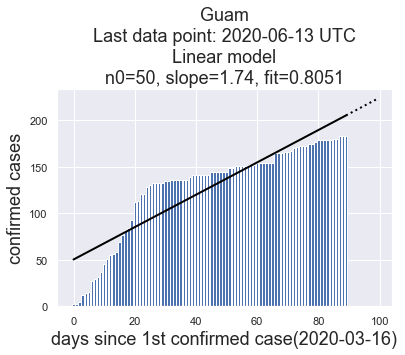 Guam
Last data point: 2020-06-13 UTC
Linear model
n0=50, slope=1.74, fit=0.8051
confirmed cases
200
150
100
50
0
0 20 40 60 80 100
days since 1st confirmed case(2020-03-16)